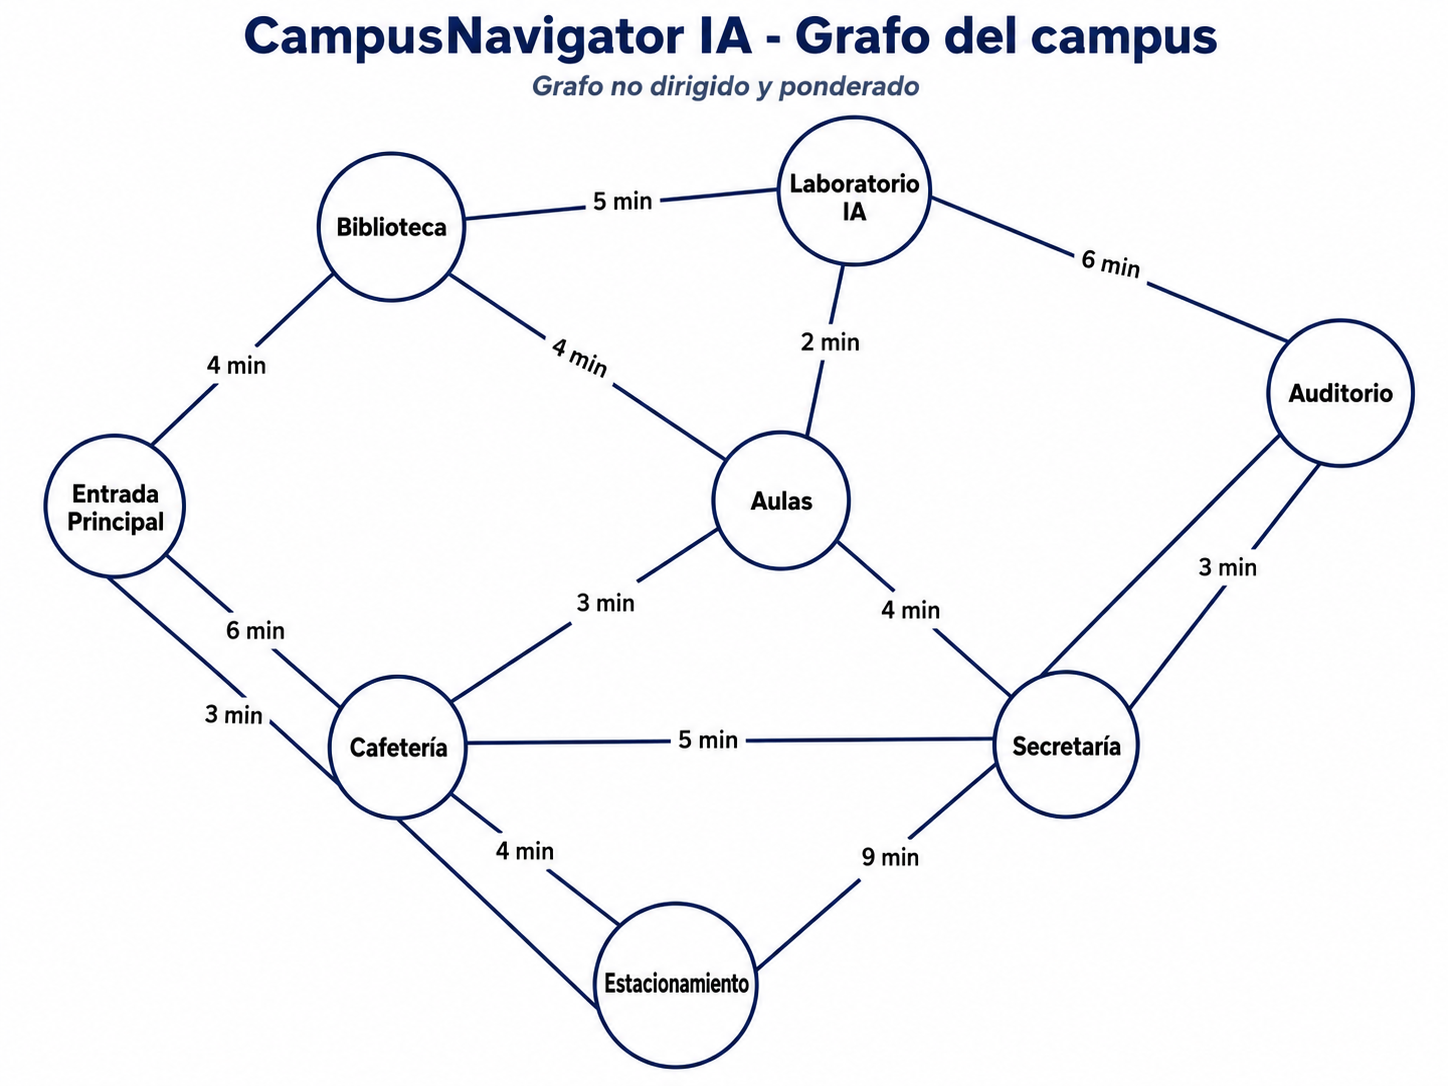 CampusNavigator IA - Grafo del campus
Grafo no dirigido y ponderado
Biblioteca
5 min
Laboratorio
IA
6 min
4 min
4 min
2 min
Auditorio
Entrada
Principal
Aulas
3 min
6 min
3 min
4 min
3 min
Cafetería
5 min
Secretaría
4 min
9 min
Estacionamiento